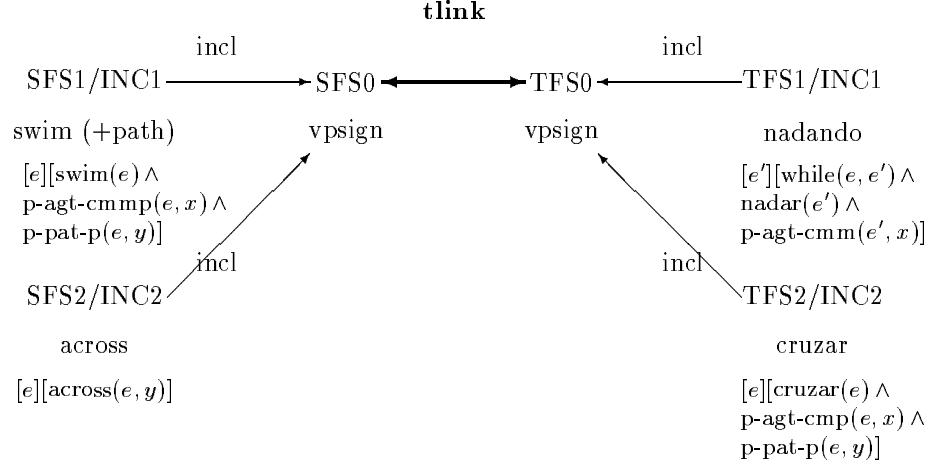 tlink
incl incl
SFS1/INC1 SFS0 TFS0 TFS1/INC1
swim (+path) vpsign vpsign nadando
[e][swim(e) ∧
p-agt-cmmp(e, x) ∧
p-pat-p(e, y)]
[e′][while(e, e′) ∧
nadar(e′) ∧
p-agt-cmm(e′, x)]
incl incl
SFS2/INC2 TFS2/INC2
across cruzar
[e][across(e, y)]
[e][cruzar(e) ∧
p-agt-cmp(e, x) ∧
p-pat-p(e, y)]